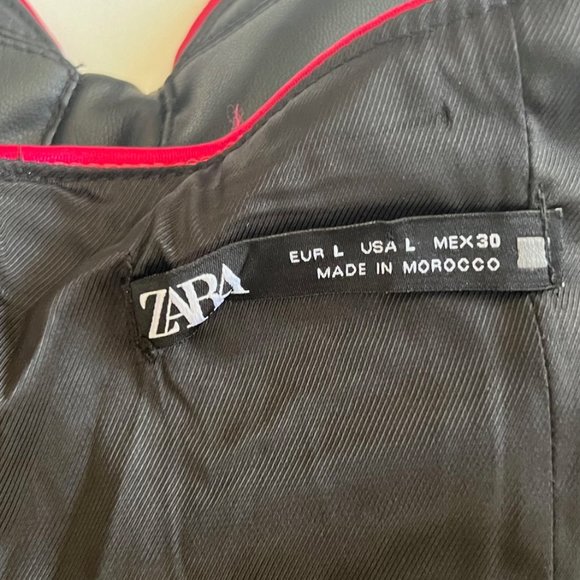 ZARA
EUR L USA L MEX 30
MADE IN MOROCCO